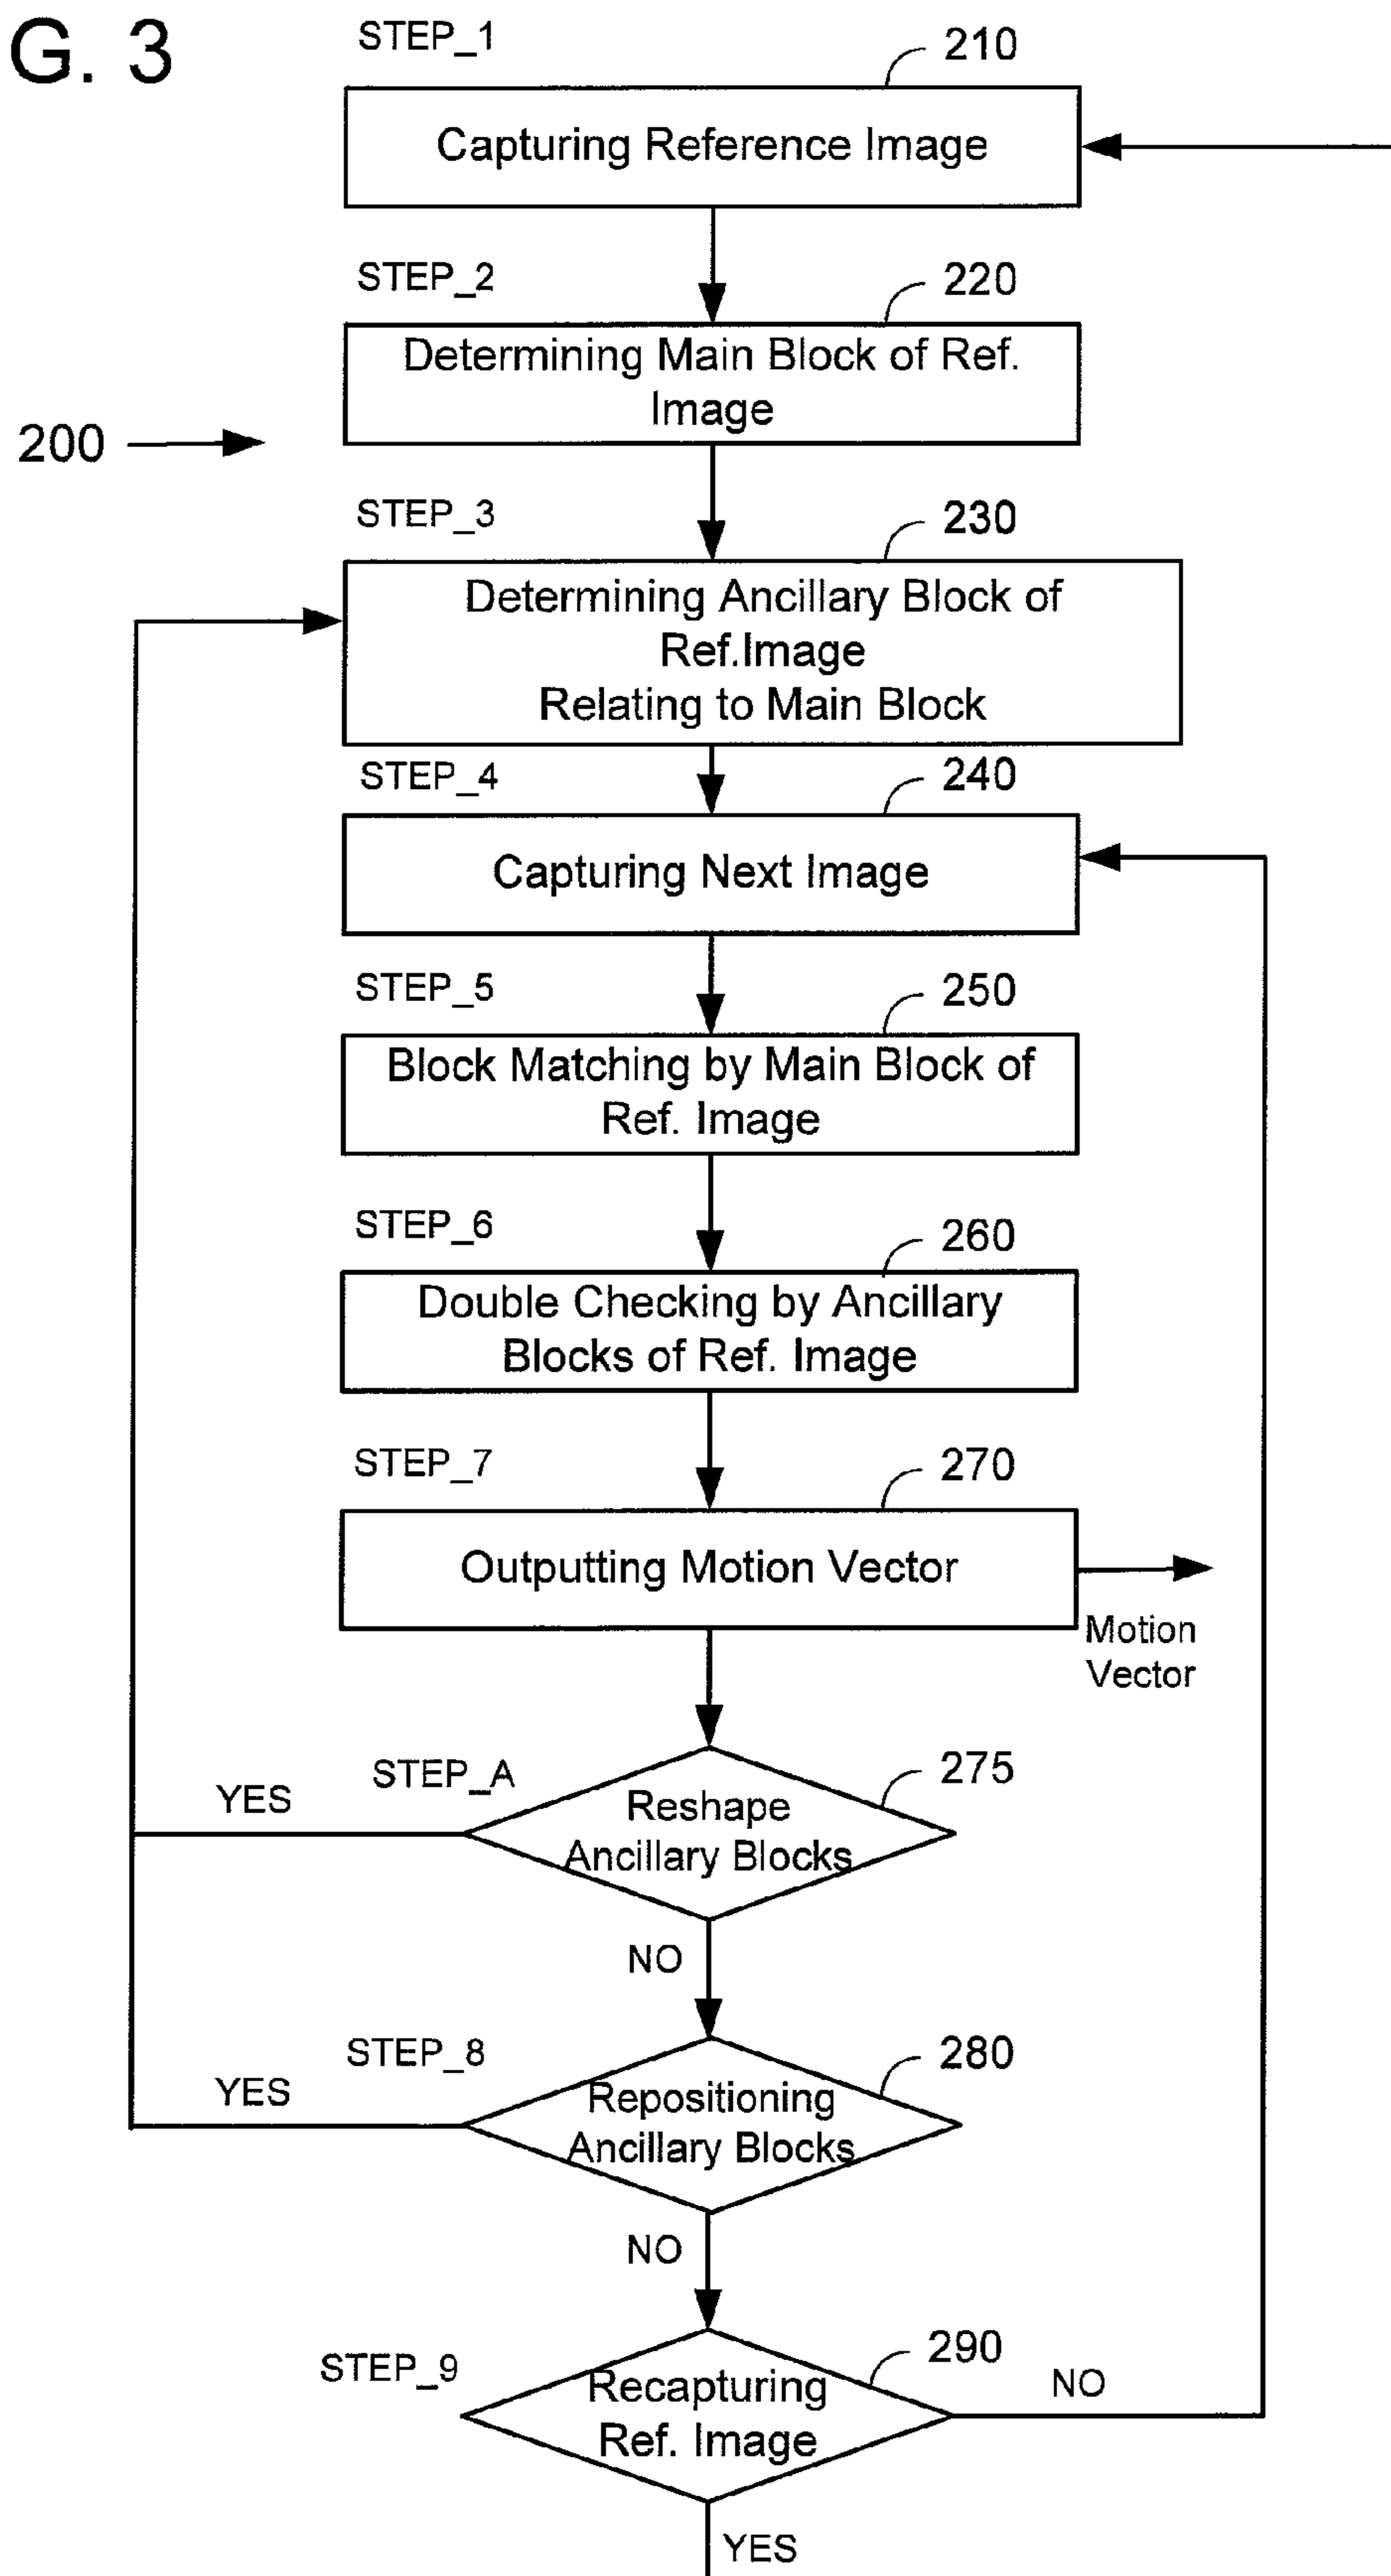 G. 3
STEP_1
210
Capturing Reference Image
STEP_2
220
Determining Main Block of Ref.
Image
200
STEP_3
230
Determining Ancillary Block of
Ref.Image
Relating to Main Block
STEP_4
240
Capturing Next Image
STEP_5
250
Block Matching by Main Block of
Ref. Image
STEP_6
260
Double Checking by Ancillary
Blocks of Ref. Image
STEP_7
270
Outputting Motion Vector
Motion
Vector
STEP_A
275
YES
Reshape
Ancillary Blocks
NO
STEP_8
280
YES
Repositioning
Ancillary Blocks
NO
STEP_9
290
Recapturing
Ref. Image
NO
YES